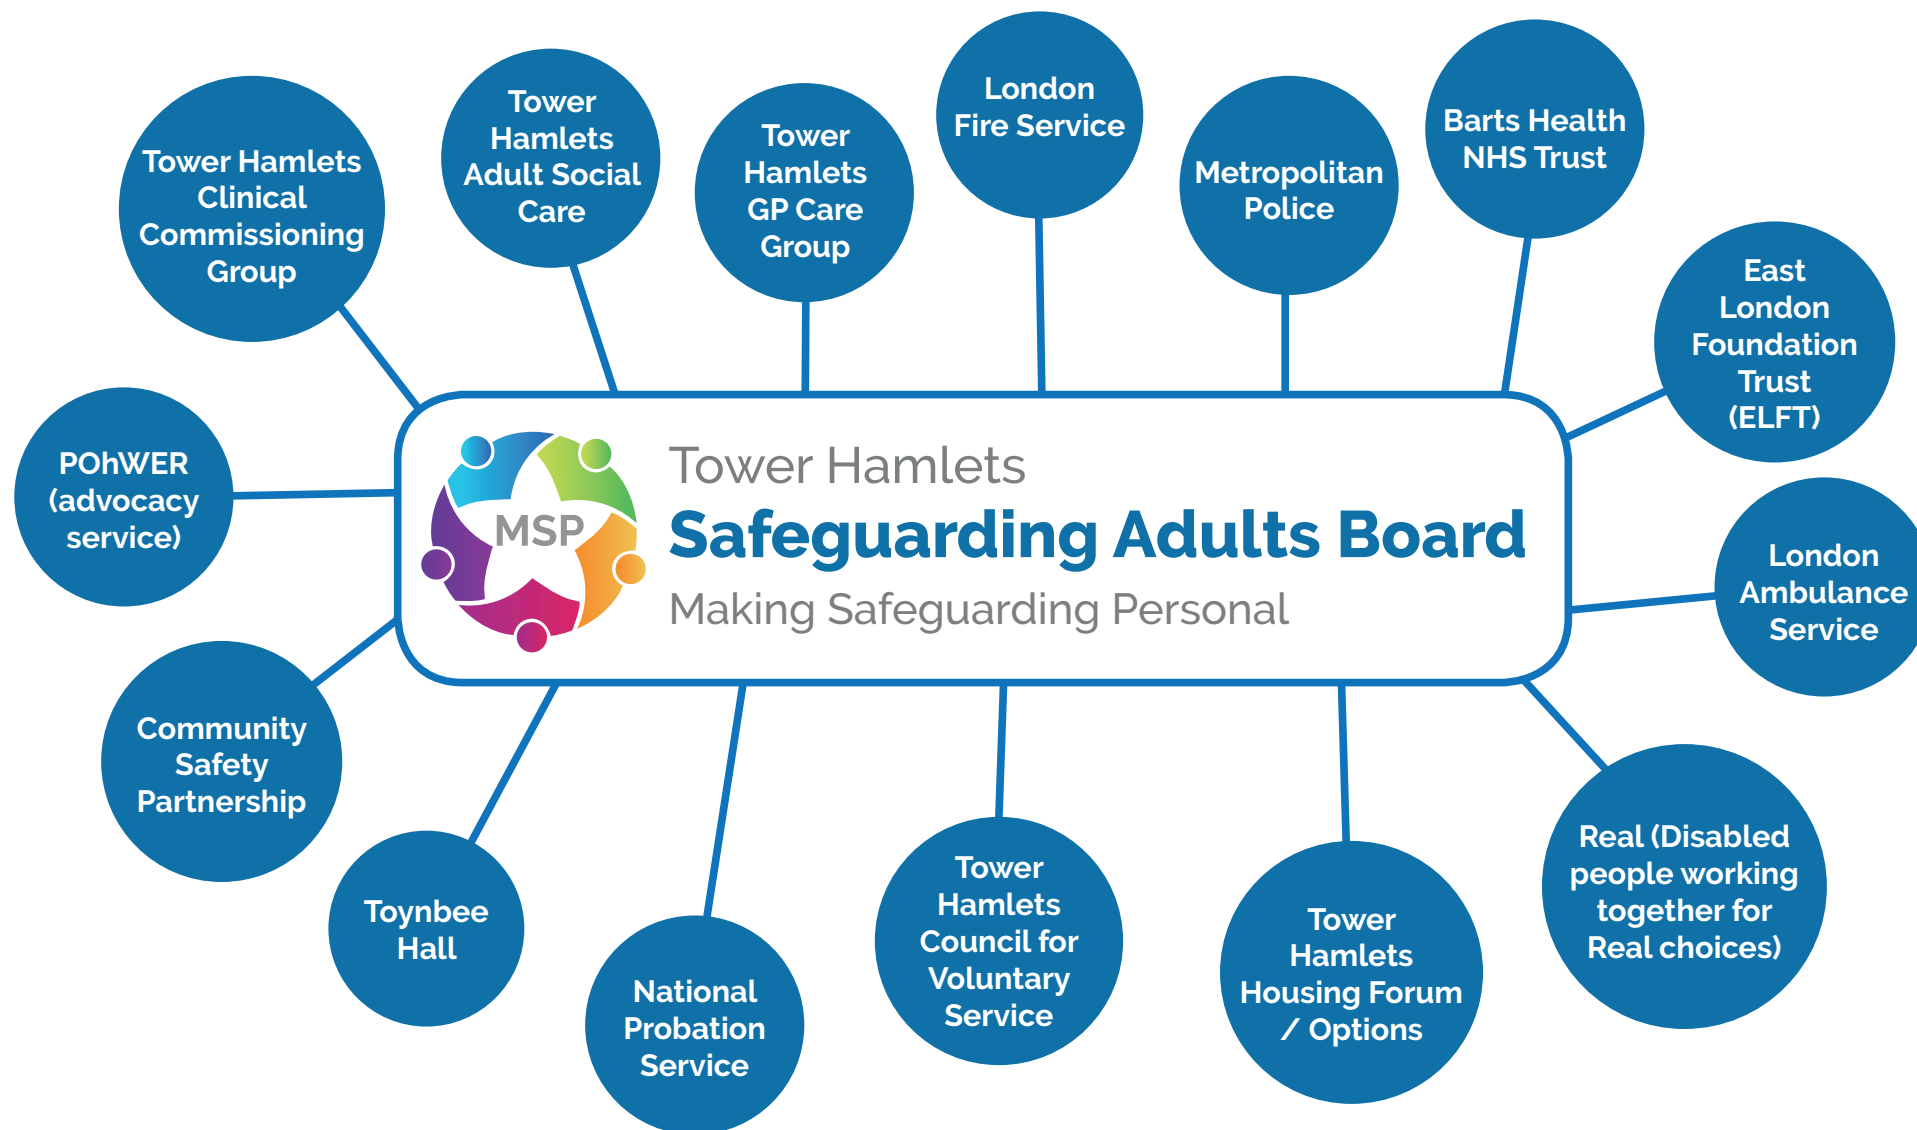 Tower Hamlets
Clinical
Commissioning
Group
Tower
Hamlets
Adult Social
Care
Tower
Hamlets
GP Care
Group
London
Fire Service
Metropolitan
Police
Barts Health
NHS Trust
East
London
Foundation
Trust
(ELFT)
POhWER
(advocacy
service)
MSP
Tower Hamlets
Safeguarding Adults Board
Making Safeguarding Personal
London
Ambulance
Service
Community
Safety
Partnership
Toynbee
Hall
National
Probation
Service
Tower
Hamlets
Council for
Voluntary
Service
Tower
Hamlets
Housing Forum
/ Options
Real (Disabled
people working
together for
Real choices)